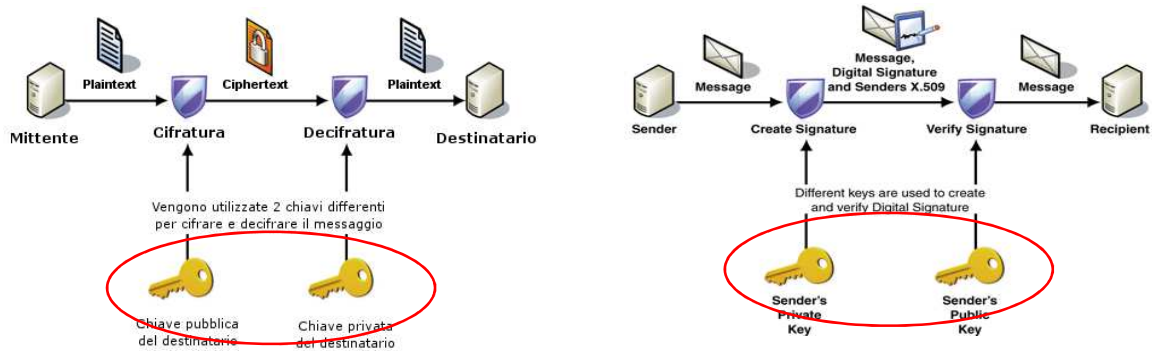 Plaintext
Ciphertext
Plaintext
Mittente
Cifratura
Decifratura
Destinatario
Vengono utilizzate 2 chiavi differenti
per cifrare e decifrare il messaggio
Chiave pubblica
del destinatario
Chiave privata
del destinatario
Message
Message,
Digital Signature
and Senders X.509
Message
Sender
Create Signature
Verify Signature
Recipient
Different keys are used to create
and verify Digital Signature
Sender's
Private
Key
Sender's
Public
Key